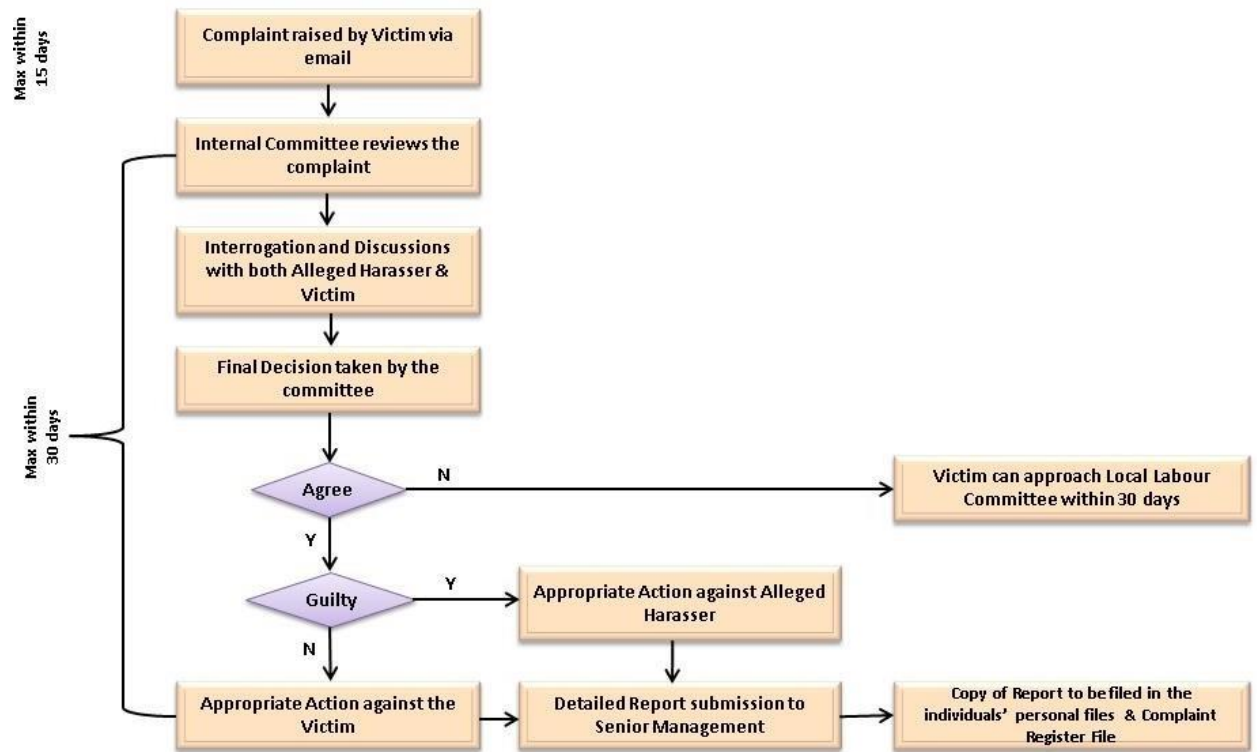 Max within
15 days
Complaint raised by Victim via
email
Internal Committee reviews the
complaint
Interrogation and Discussions
with both Alleged Harasser &
Victim
Final Decision taken by the
committee
Max within
30 days
Agree
N
Victim can approach Local Labour
Committee within 30 days
Y
Guilty
Y
Appropriate Action against Alleged
Harasser
N
Appropriate Action against the
Victim
Detailed Report submission to
Senior Management
Copy of Report to be filed in the
individuals' personal files & Complaint
Register File